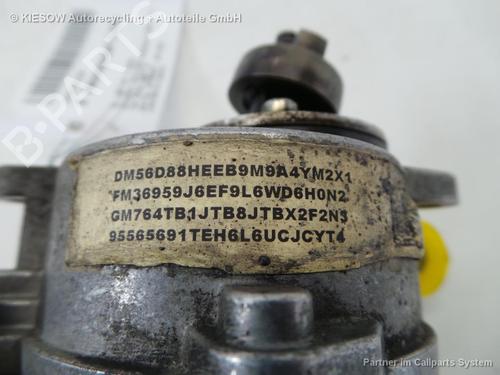 © KIESOW Autorecycling + Autoteile GmbH
B-PARTS
DM56D88HEEB9M9A4YM2X1
FM36959J6EF9L6WD6H0N2
GM764TB1JTB8JTBX2F2N3
95565691TEH6L6UCJCYT4
Partner im Callparts System